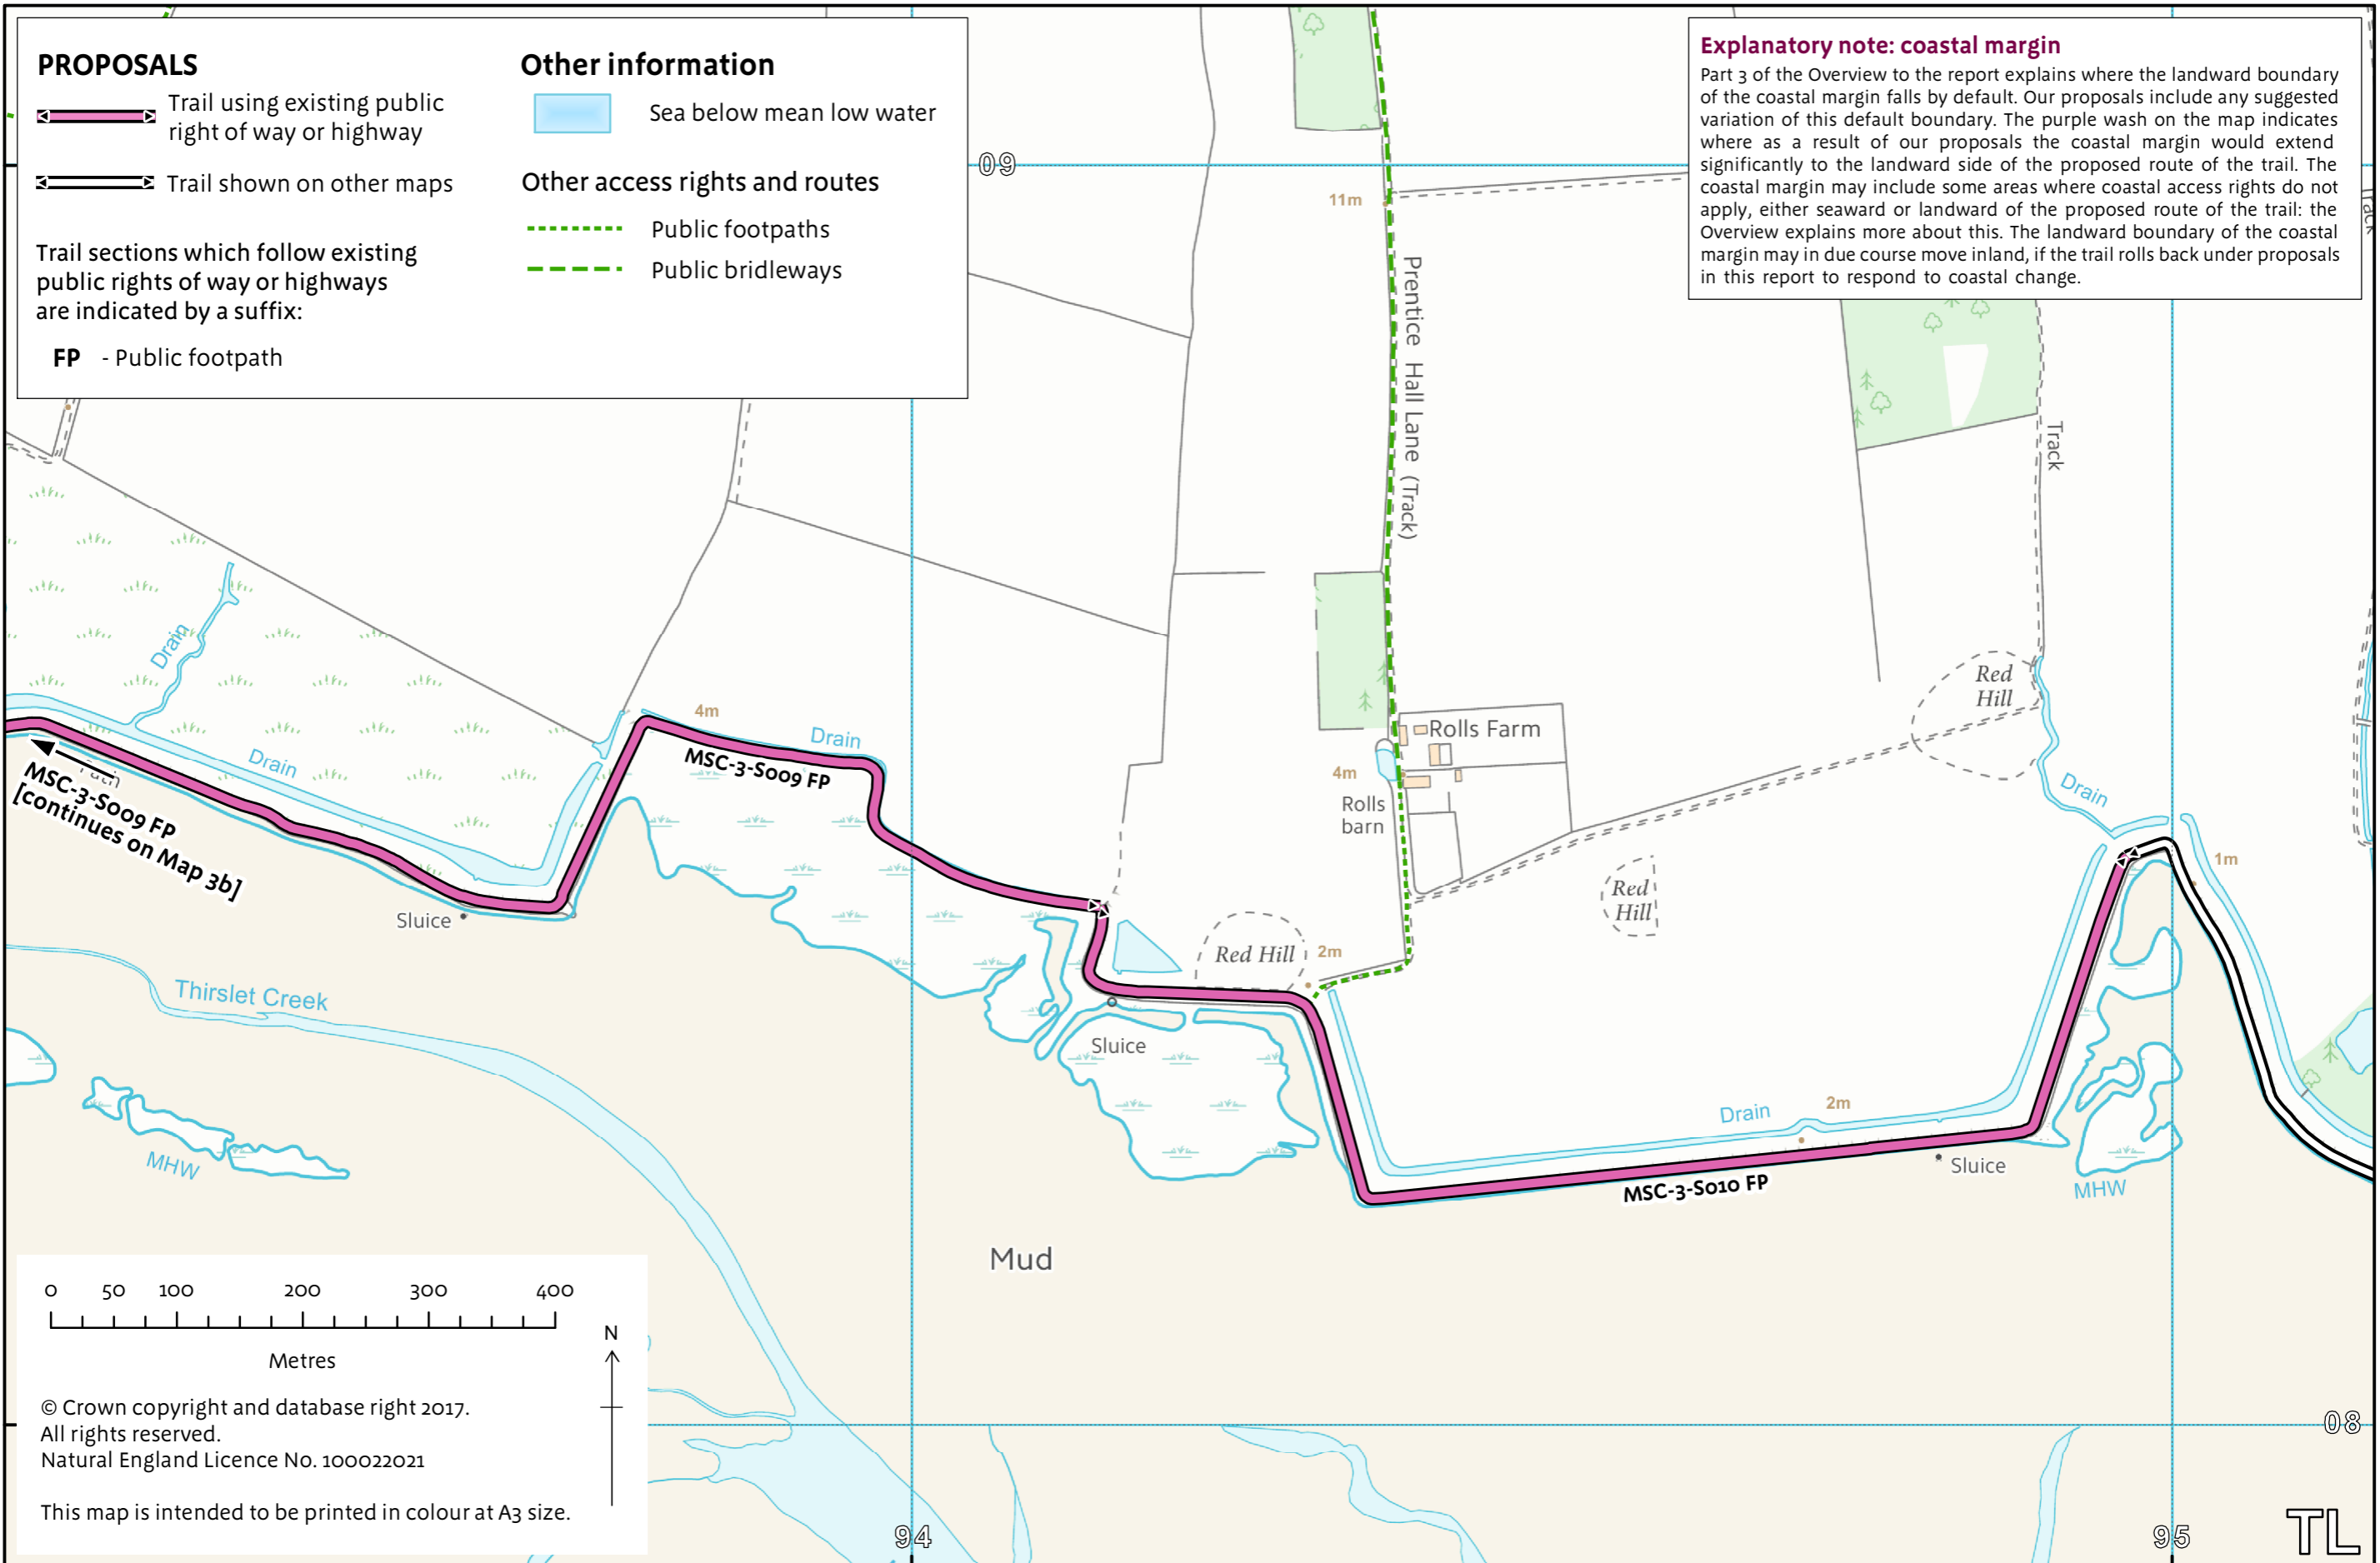 PROPOSALS
Trail using existing public
right of way or highway
Trail shown on other maps
Trail sections which follow existing
public rights of way or highways
are indicated by a suffix:
FP - Public footpath
Other information
Sea below mean low water
Other access rights and routes
Public footpaths
Public bridleways
Explanatory note: coastal margin
Part 3 of the Overview to the report explains where the landward boundary
of the coastal margin falls by default. Our proposals include any suggested
variation of this default boundary. The purple wash on the map indicates
where as a result of our proposals the coastal margin would extend
significantly to the landward side of the proposed route of the trail. The
coastal margin may include some areas where coastal access rights do not
apply, either seaward or landward of the proposed route of the trail: the
Overview explains more about this. The landward boundary of the coastal
margin may in due course move inland, if the trail rolls back under proposals
in this report to respond to coastal change.
09
11m
Prentice Hall Lane (Track)
Track
Track
Drain
Red
Hill
4m
Drain
MSC-3-S009 FP
Rolls Farm
4m
Rolls
barn
Drain
Path
MSC-3-S009 FP
[continues on Map 3b]
Drain
1m
Red
Hill
Sluice
Red Hill
2m
Thirslet Creek
Sluice
Drain
2m
MHW
Sluice
MSC-3-S010 FP
MHW
Mud
0 50 100 200 300 400
Metres
N
© Crown copyright and database right 2017.
All rights reserved.
Natural England Licence No. 100022021
This map is intended to be printed in colour at A3 size.
08
94
95
TL